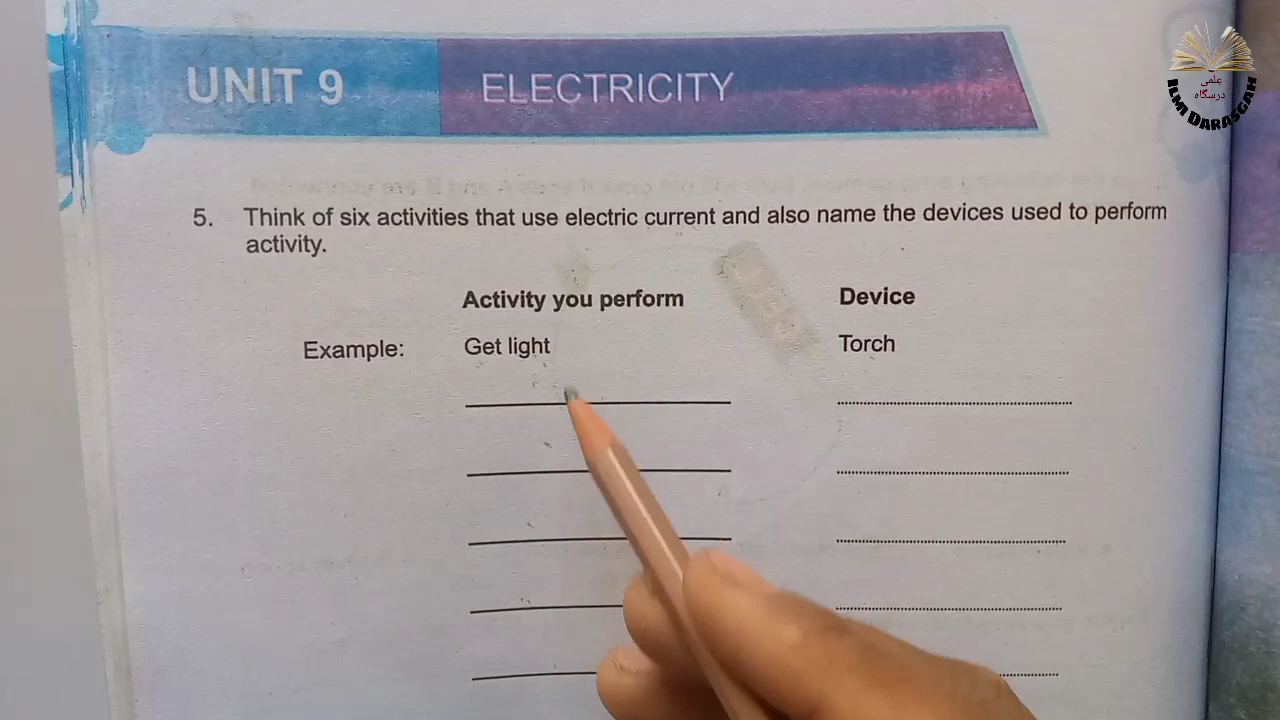 UNIT 9 ELECTRICITY
علمی
درسگاہ
ILMI DARASGAH
5. Think of six activities that use electric current and also name the devices used to perform
activity.
Activity you perform Device
Example: Get light Torch